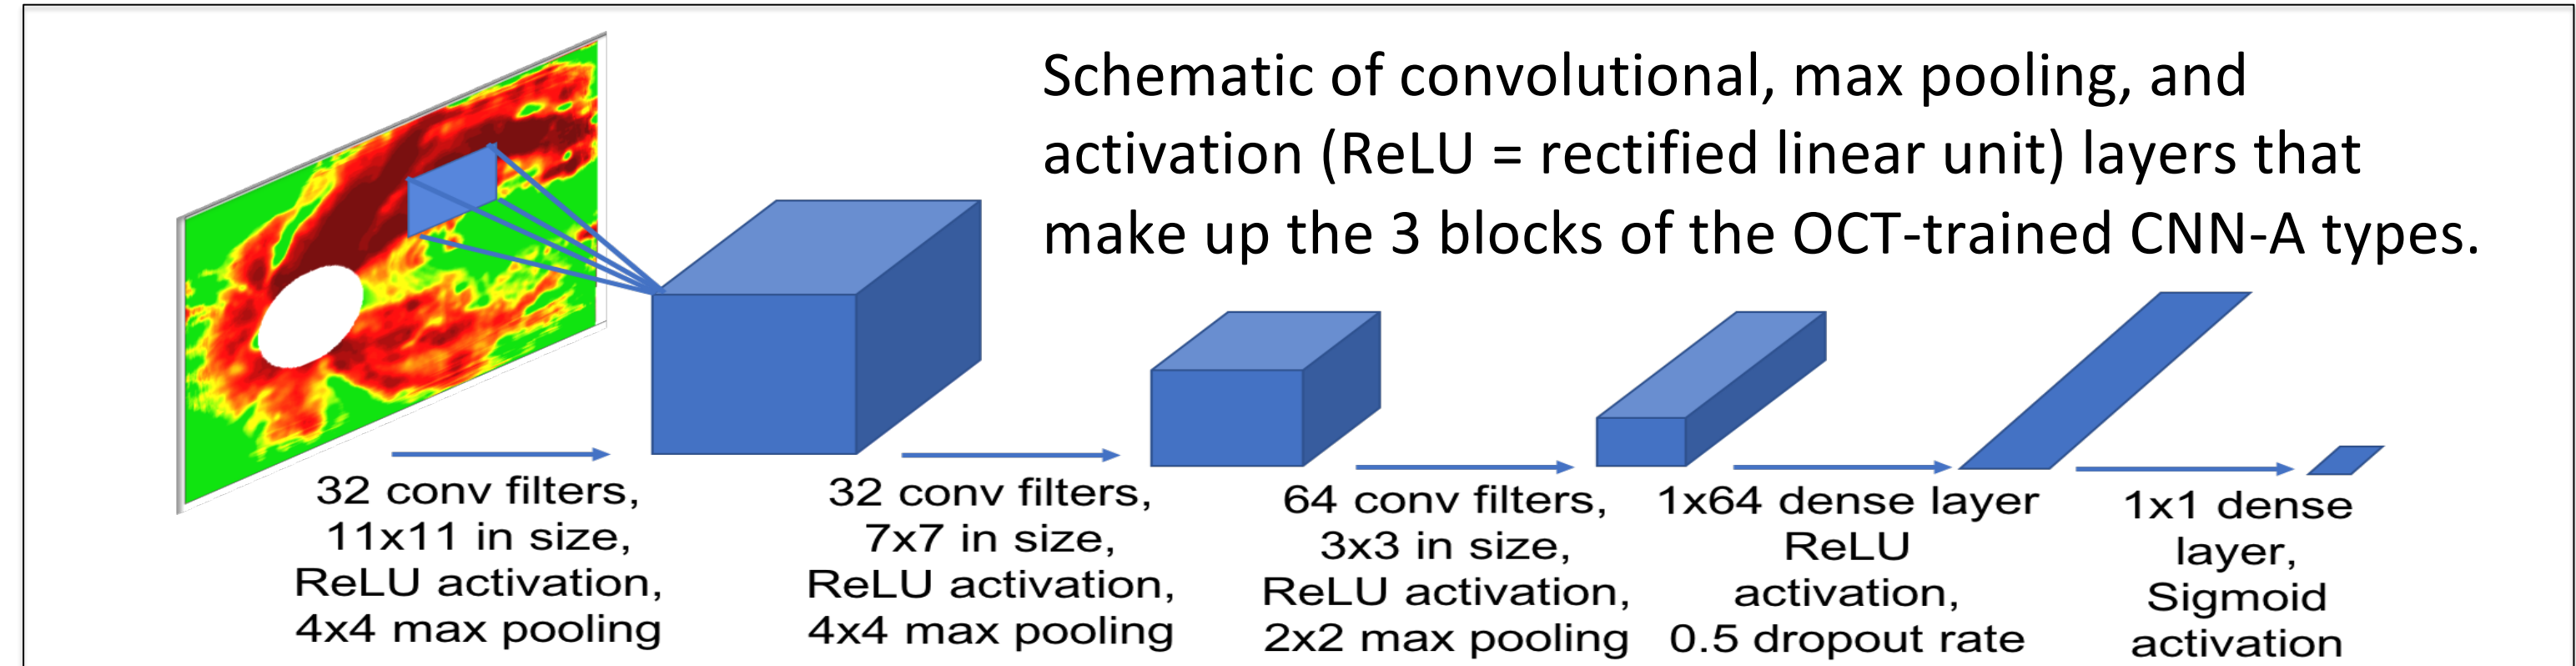 Schematic of convolutional, max pooling, and
activation (ReLU = rectified linear unit) layers that
make up the 3 blocks of the OCT-trained CNN-A types.
32 conv filters,
11x11 in size,
ReLU activation,
4x4 max pooling
32 conv filters,
7x7 in size,
ReLU activation,
4x4 max pooling
64 conv filters,
3x3 in size,
ReLU activation,
2x2 max pooling
1x64 dense layer
ReLU
activation,
0.5 dropout rate
1x1 dense
layer,
Sigmoid
activation